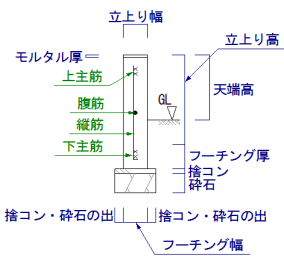 立上り幅
立上り高
モルタル厚
上主筋
天端高
腹筋
GL
縦筋
下主筋
フーチング厚
捨コン
砕石
捨コン・砕石の出
捨コン・砕石の出
フーチング幅